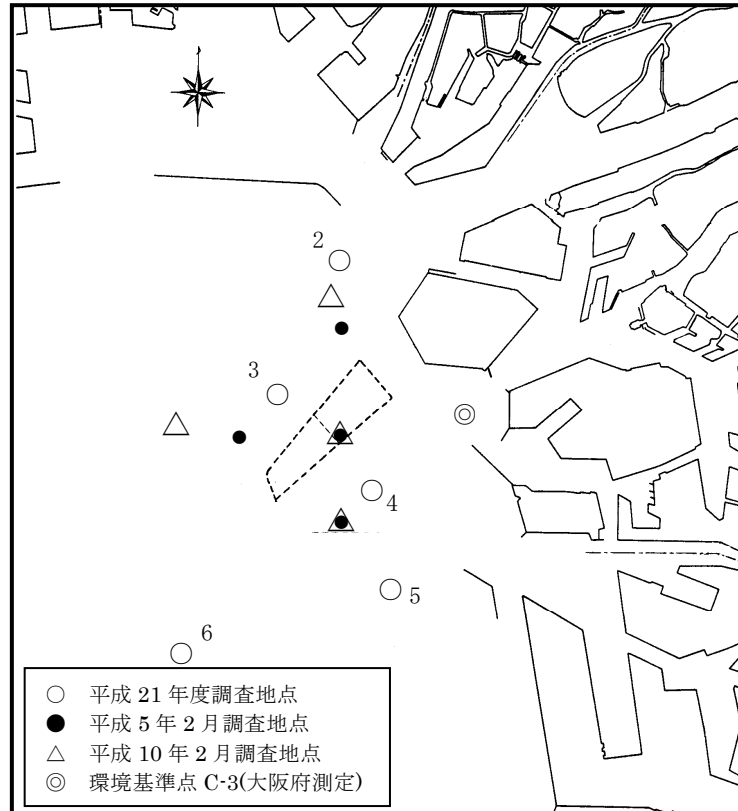 2
3
4
5
6
○ 平成 21 年度調査地点
● 平成 5 年 2 月調査地点
△ 平成 10 年 2 月調査地点
◎ 環境基準点 C-3(大阪府測定)